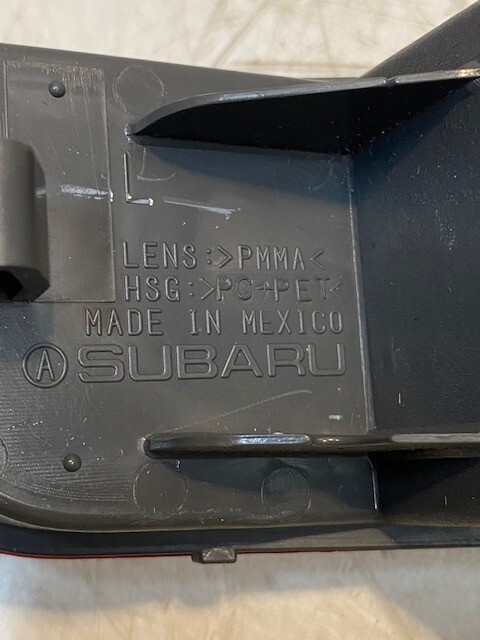 L
LENS:>PMMA<
HSG:>PC+PET<
MADE IN MEXICO
Ⓐ SUBARU